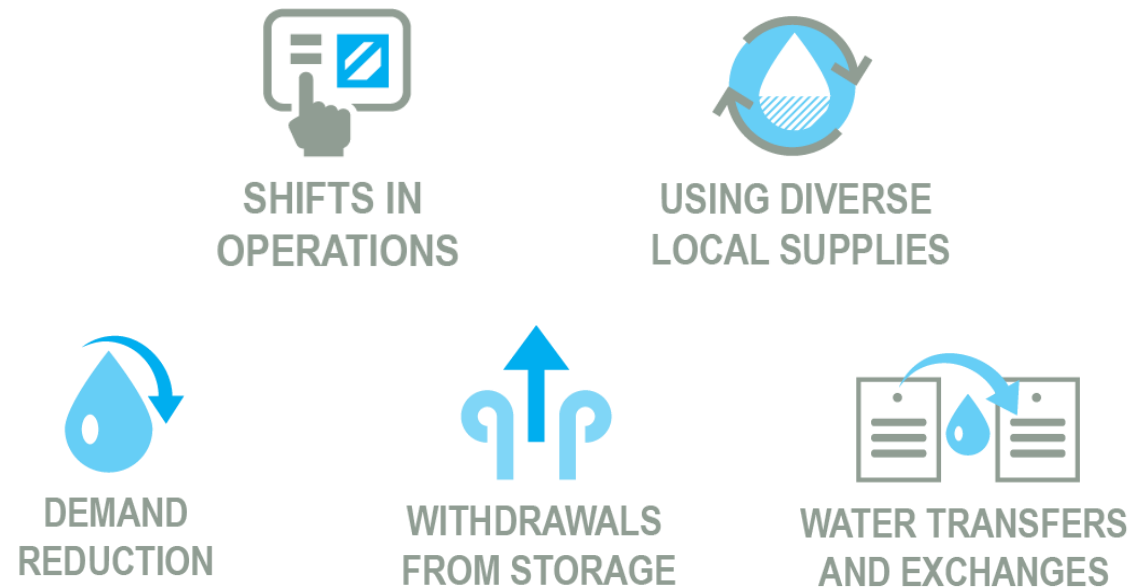 SHIFTS IN
OPERATIONS
USING DIVERSE
LOCAL SUPPLIES
DEMAND
REDUCTION
WITHDRAWALS
FROM STORAGE
WATER TRANSFERS
AND EXCHANGES